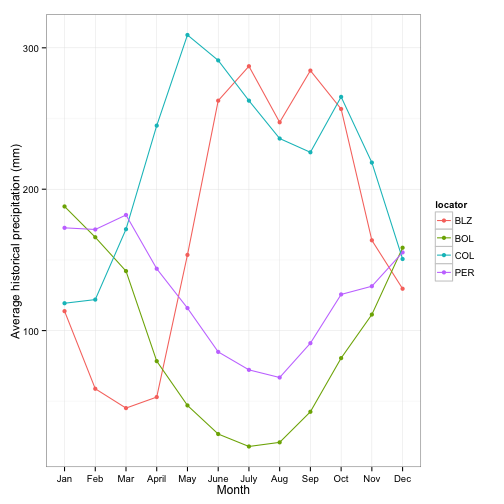 300
200
100
Average historical precipitation (mm)
Jan Feb Mar April May June July Aug Sep Oct Nov Dec
Month
locator
BLZ
BOL
COL
PER